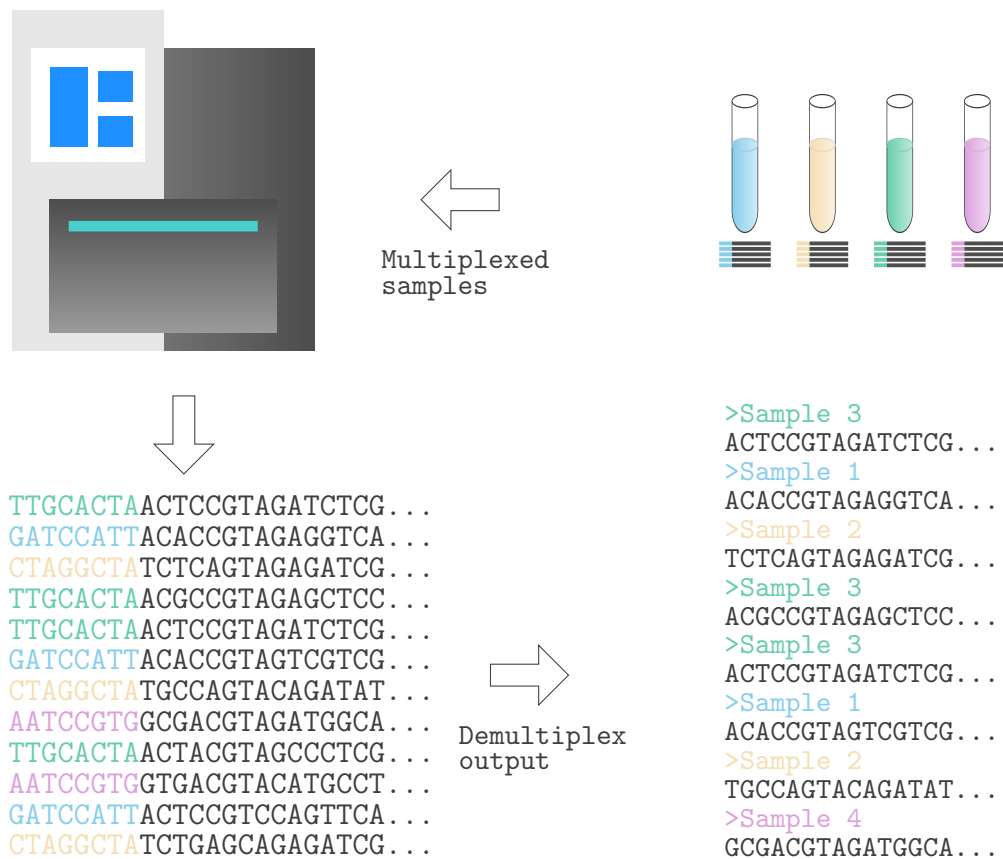 Multiplexed
samples
TTGCACTAACTCCGTAGATCTCG...
GATCCATTACACCGTAGAGGTCA...
CTAGGCTATCTCAGTAGAGATCG...
TTGCACTAACGCCGTAGAGCTCC...
TTGCACTAACTCCGTAGATCTCG...
GATCCATTACACCGTAGTCGTCG...
CTAGGCTATGCCAGTACAGATAT...
AATCCGTGGCGACGTAGATGGCA...
TTGCACTAACTACGTAGCCCTCG...
AATCCGTGGTGACGTACATGCCT...
GATCCATTACTCCGTCCAGTTCA...
CTAGGCTATCTGAGCAGAGATCG...
Demultiplex
output
>Sample 3
ACTCCGTAGATCTCG...
>Sample 1
ACACCGTAGAGGTCA...
>Sample 2
TCTCAGTAGAGATCG...
>Sample 3
ACGCCGTAGAGCTCC...
>Sample 3
ACTCCGTAGATCTCG...
>Sample 1
ACACCGTAGTCGTCG...
>Sample 2
TGCCAGTACAGATAT...
>Sample 4
GCGACGTAGATGGCA...